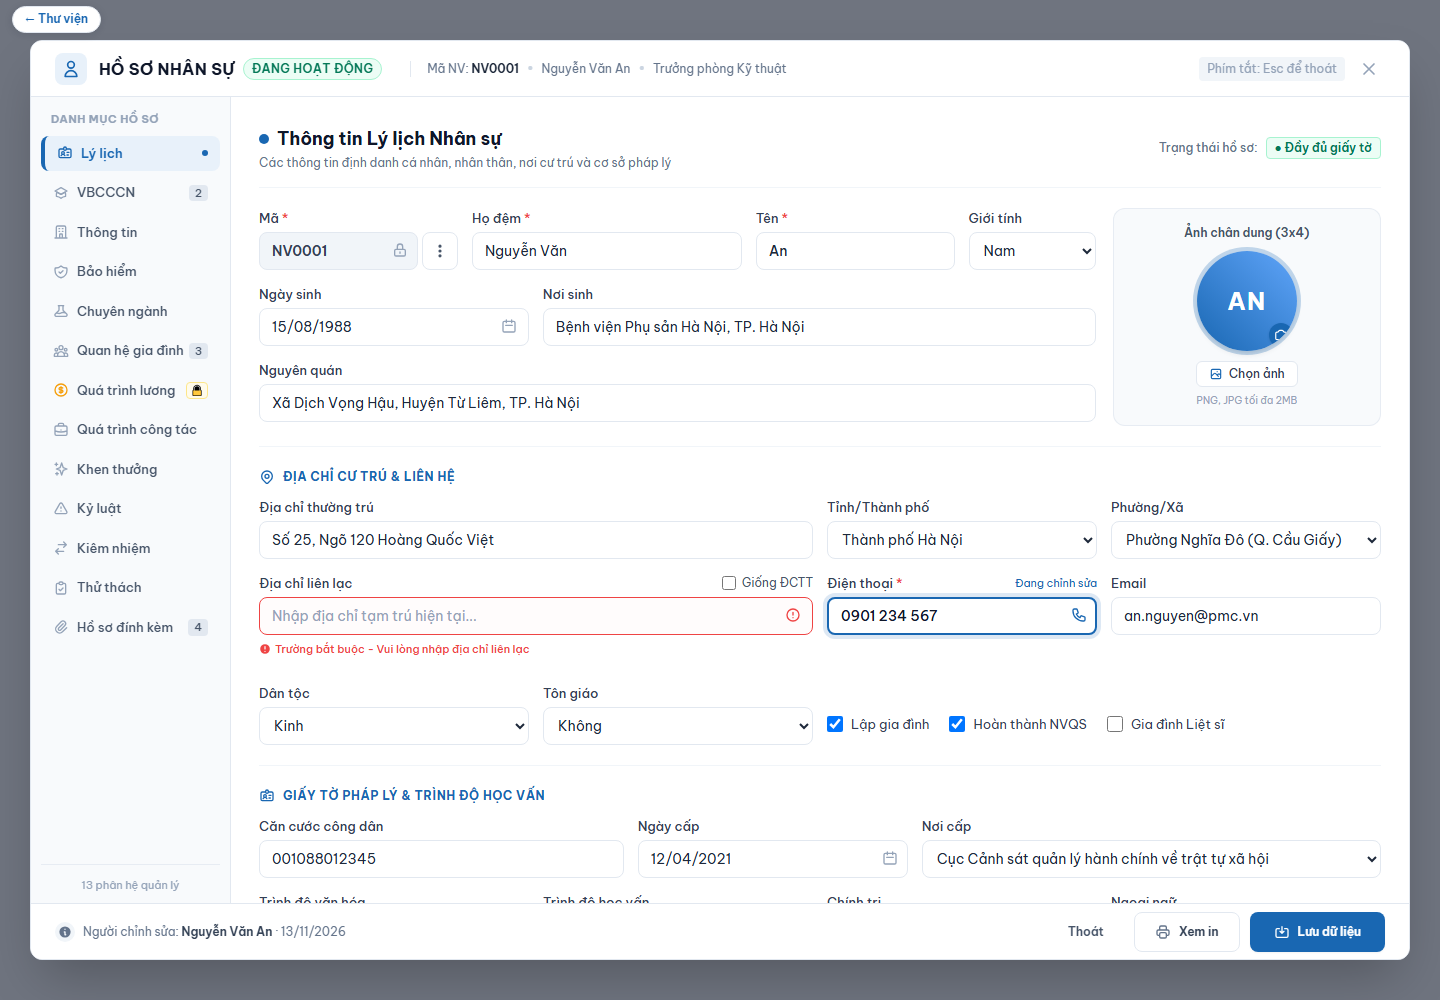 ← Thư viện
HỒ SƠ NHÂN SỰ ĐANG HOẠT ĐỘNG Mã NV: NV0001 • Nguyễn Văn An • Trưởng phòng Kỹ thuật Phím tắt: Esc để thoát
DANH MỤC HỒ SƠ
Lý lịch
VBCCCN 2
Thông tin
Bảo hiểm
Chuyên ngành
Quan hệ gia đình 3
Quá trình lương
Quá trình công tác
Khen thưởng
Kỷ luật
Kiêm nhiệm
Thử thách
Hồ sơ đính kèm 4
13 phân hệ quản lý
Thông tin Lý lịch Nhân sự
Các thông tin định danh cá nhân, nhân thân, nơi cư trú và cơ sở pháp lý
Trạng thái hồ sơ: ● Đầy đủ giấy tờ
Mã * Họ đệm * Tên * Giới tính
NV0001 Nguyễn Văn An Nam
Ngày sinh Nơi sinh
15/08/1988 Bệnh viện Phụ sản Hà Nội, TP. Hà Nội
Nguyên quán
Xã Dịch Vọng Hậu, Huyện Từ Liêm, TP. Hà Nội
Ảnh chân dung (3x4)
AN
Chọn ảnh
PNG, JPG tối đa 2MB
ĐỊA CHỈ CƯ TRÚ & LIÊN HỆ
Địa chỉ thường trú Tỉnh/Thành phố Phường/Xã
Số 25, Ngõ 120 Hoàng Quốc Việt Thành phố Hà Nội Phường Nghĩa Đô (Q. Cầu Giấy)
Địa chỉ liên lạc Giống ĐCTT Điện thoại * Đang chỉnh sửa Email
Nhập địa chỉ tạm trú hiện tại... 0901 234 567 an.nguyen@pmc.vn
Trường bắt buộc - Vui lòng nhập địa chỉ liên lạc
Dân tộc Tôn giáo
Kinh Không Lập gia đình Hoàn thành NVQS Gia đình Liệt sĩ
GIẤY TỜ PHÁP LÝ & TRÌNH ĐỘ HỌC VẤN
Căn cước công dân Ngày cấp Nơi cấp
001088012345 12/04/2021 Cục Cảnh sát quản lý hành chính về trật tự xã hội
Trình độ văn hóa Trình độ học vấn Chính trị Ngoại ngữ
Người chỉnh sửa: Nguyễn Văn An · 13/11/2026 Thoát Xem in Lưu dữ liệu